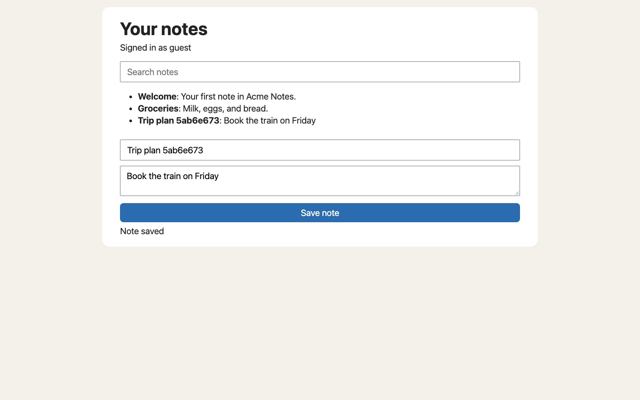 Your notes
Signed in as guest
Search notes
Welcome: Your first note in Acme Notes.
Groceries: Milk, eggs, and bread.
Trip plan 5ab6e673: Book the train on Friday
Trip plan 5ab6e673
Book the train on Friday
Save note
Note saved